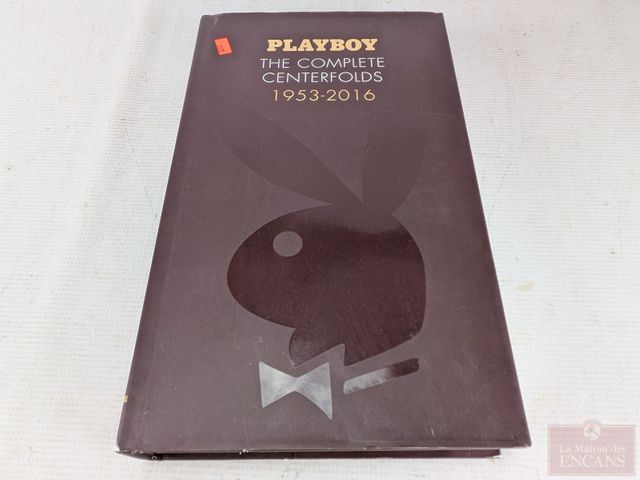 PLAYBOY
THE COMPLETE
CENTERFOLDS
1953-2016
La Maison des
ENCANS